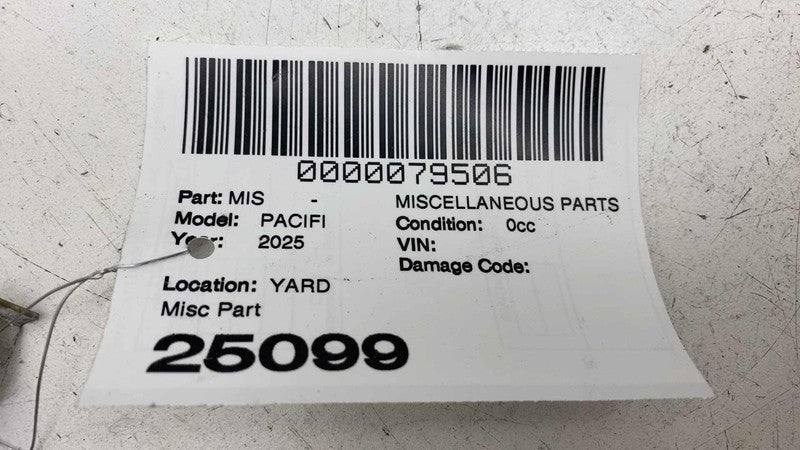 0000079506
Part: MIS - MISCELLANEOUS PARTS
Model: PACIFI Condition: 0cc
Year: 2025 VIN:
Damage Code:
Location: YARD
Misc Part
25099